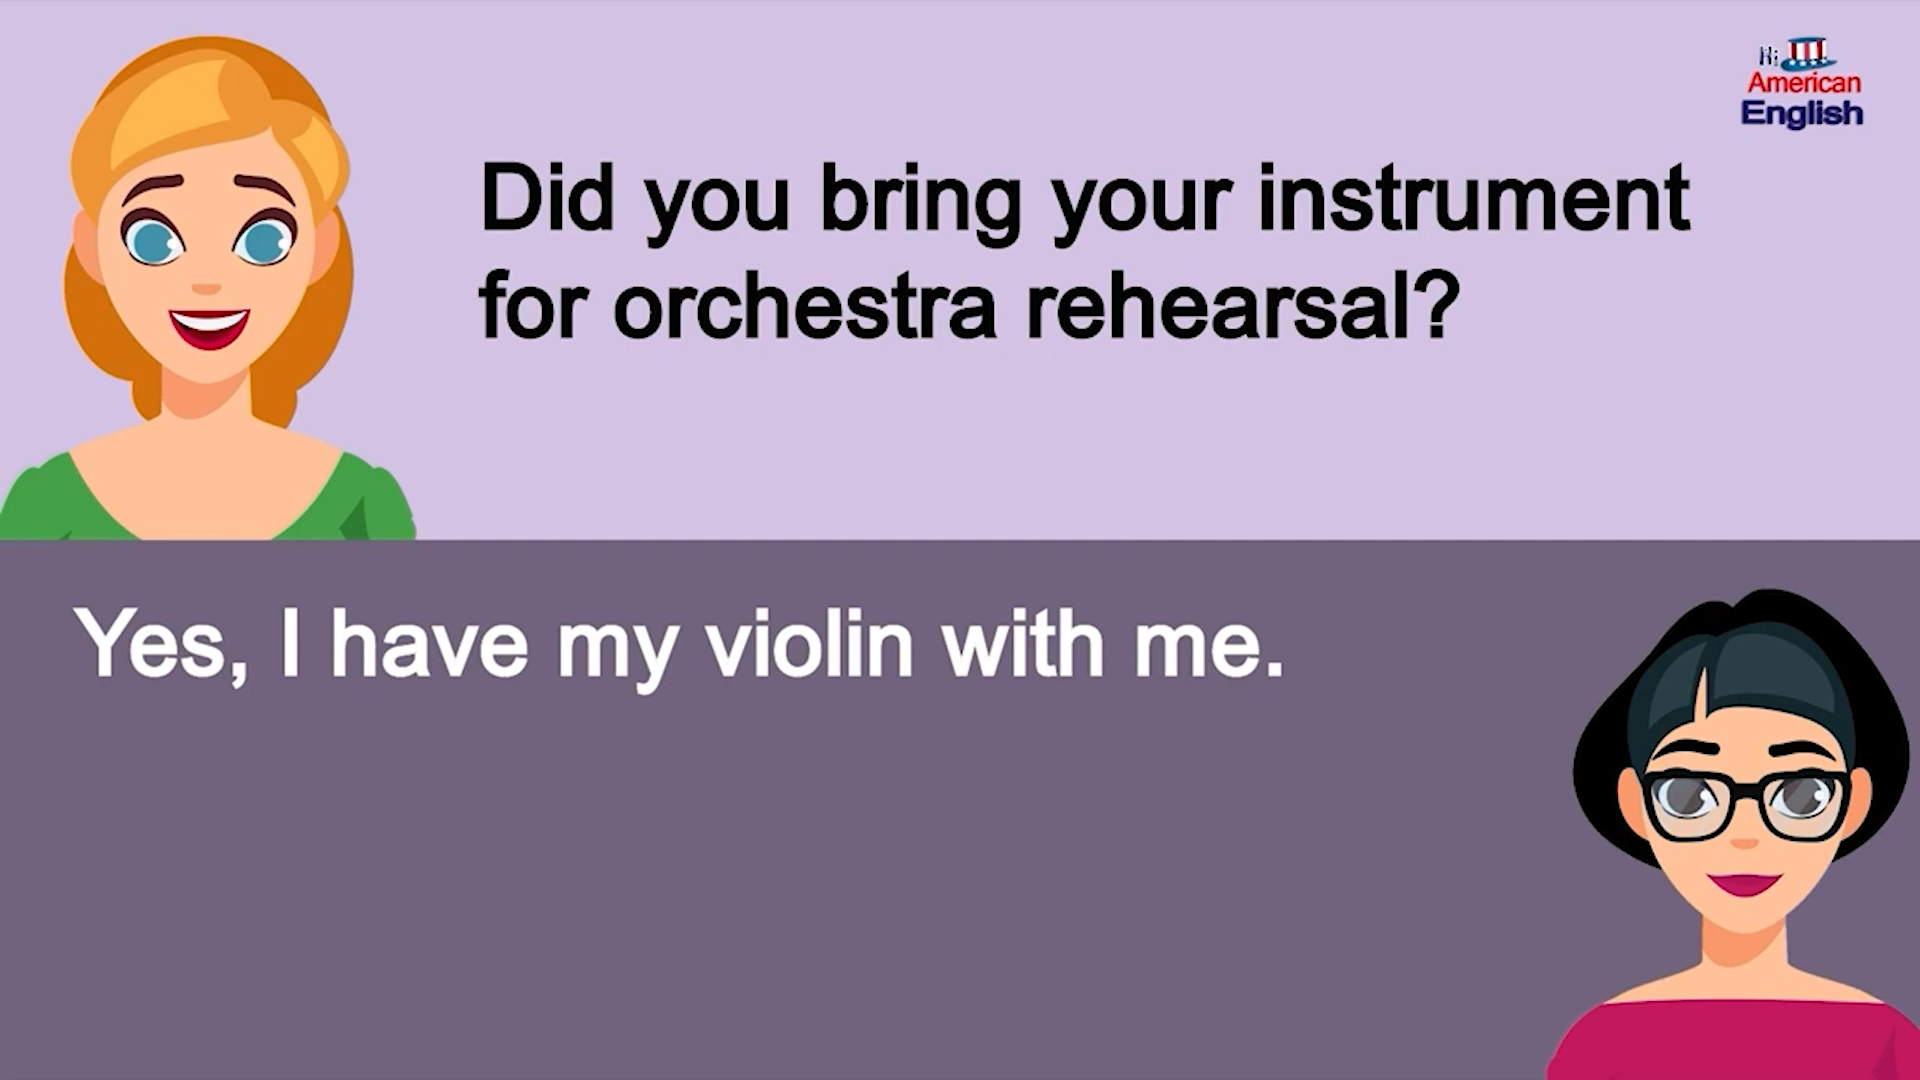 Hi
American
English
Did you bring your instrument
for orchestra rehearsal?
Yes, I have my violin with me.